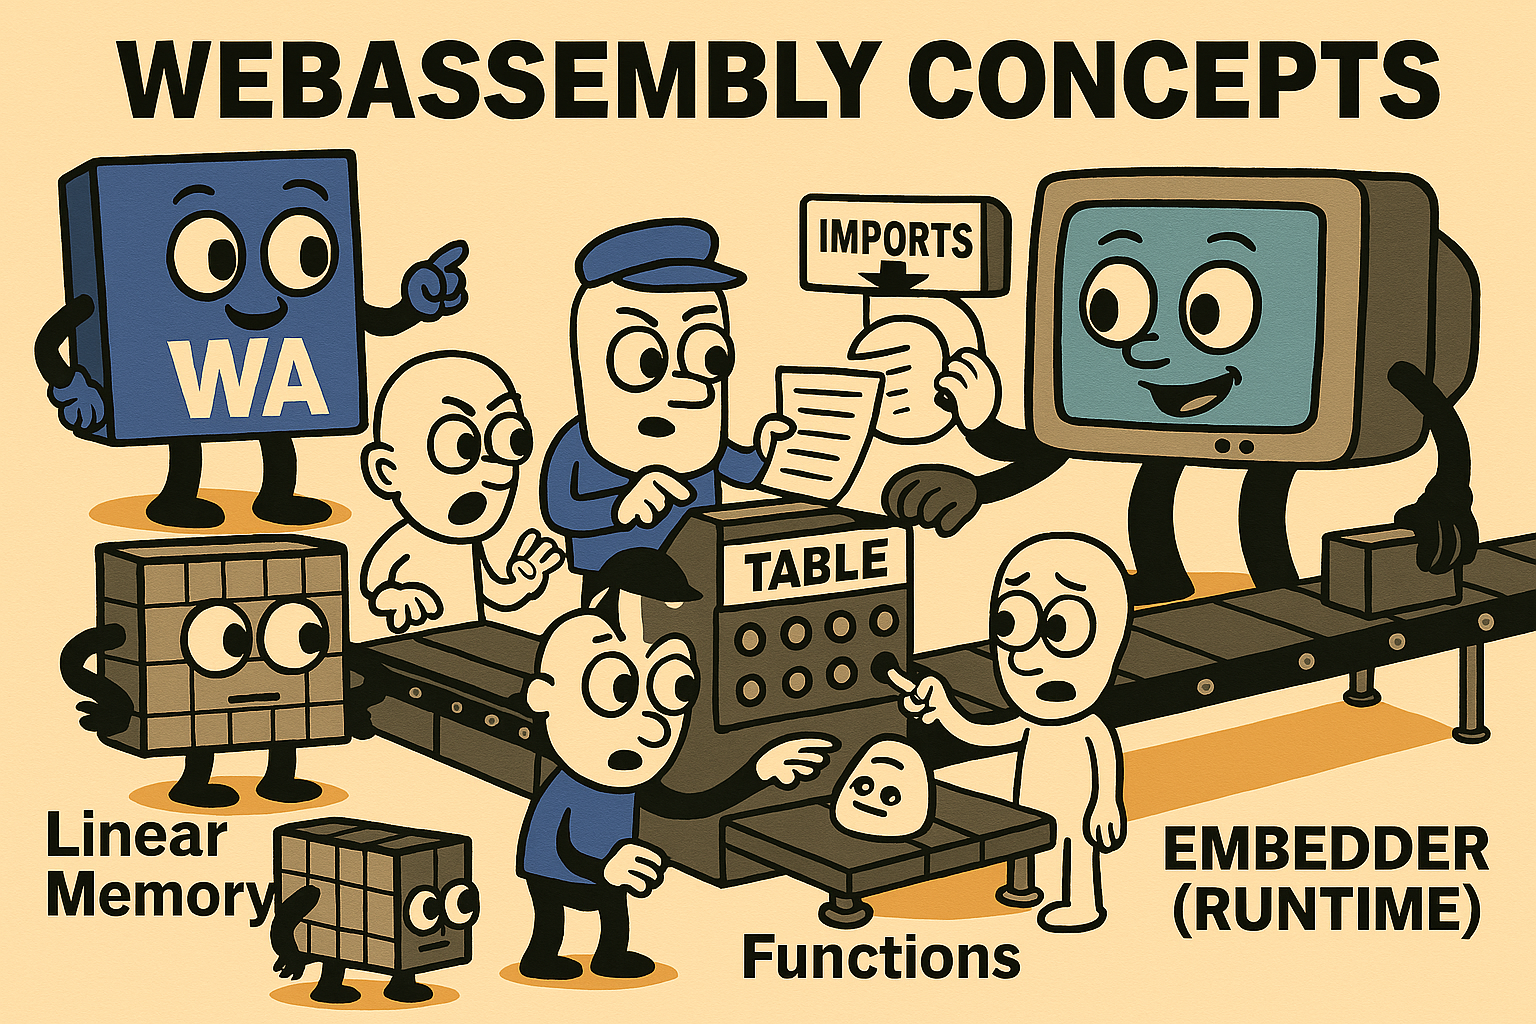 WEBASSEMBLY CONCEPTS
WA
IMPORTS
TABLE
Linear
Memory
Functions
EMBEDDER
(RUNTIME)